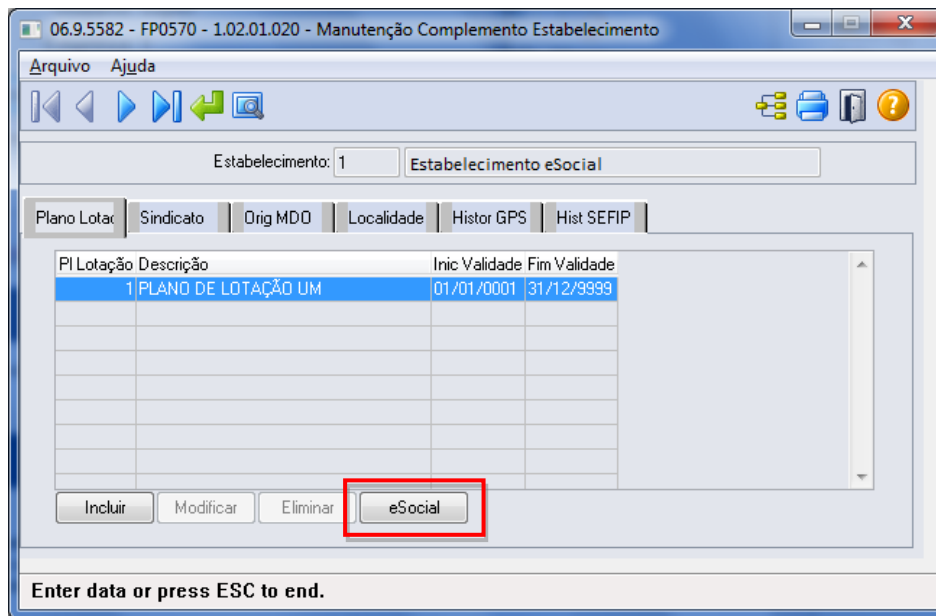 06.9.5582 - FP0570 - 1.02.01.020 - Manutenção Complemento Estabelecimento
Arquivo Ajuda
Estabelecimento: 1 Estabelecimento eSocial
Plano Lotaç Sindicato Orig MDO Localidade Histor GPS Hist SEFIP
Pl Lotação Descrição Inic Validade Fim Validade
1 PLANO DE LOTAÇÃO UM 01/01/0001 31/12/9999
Incluir Modificar Eliminar eSocial
Enter data or press ESC to end.